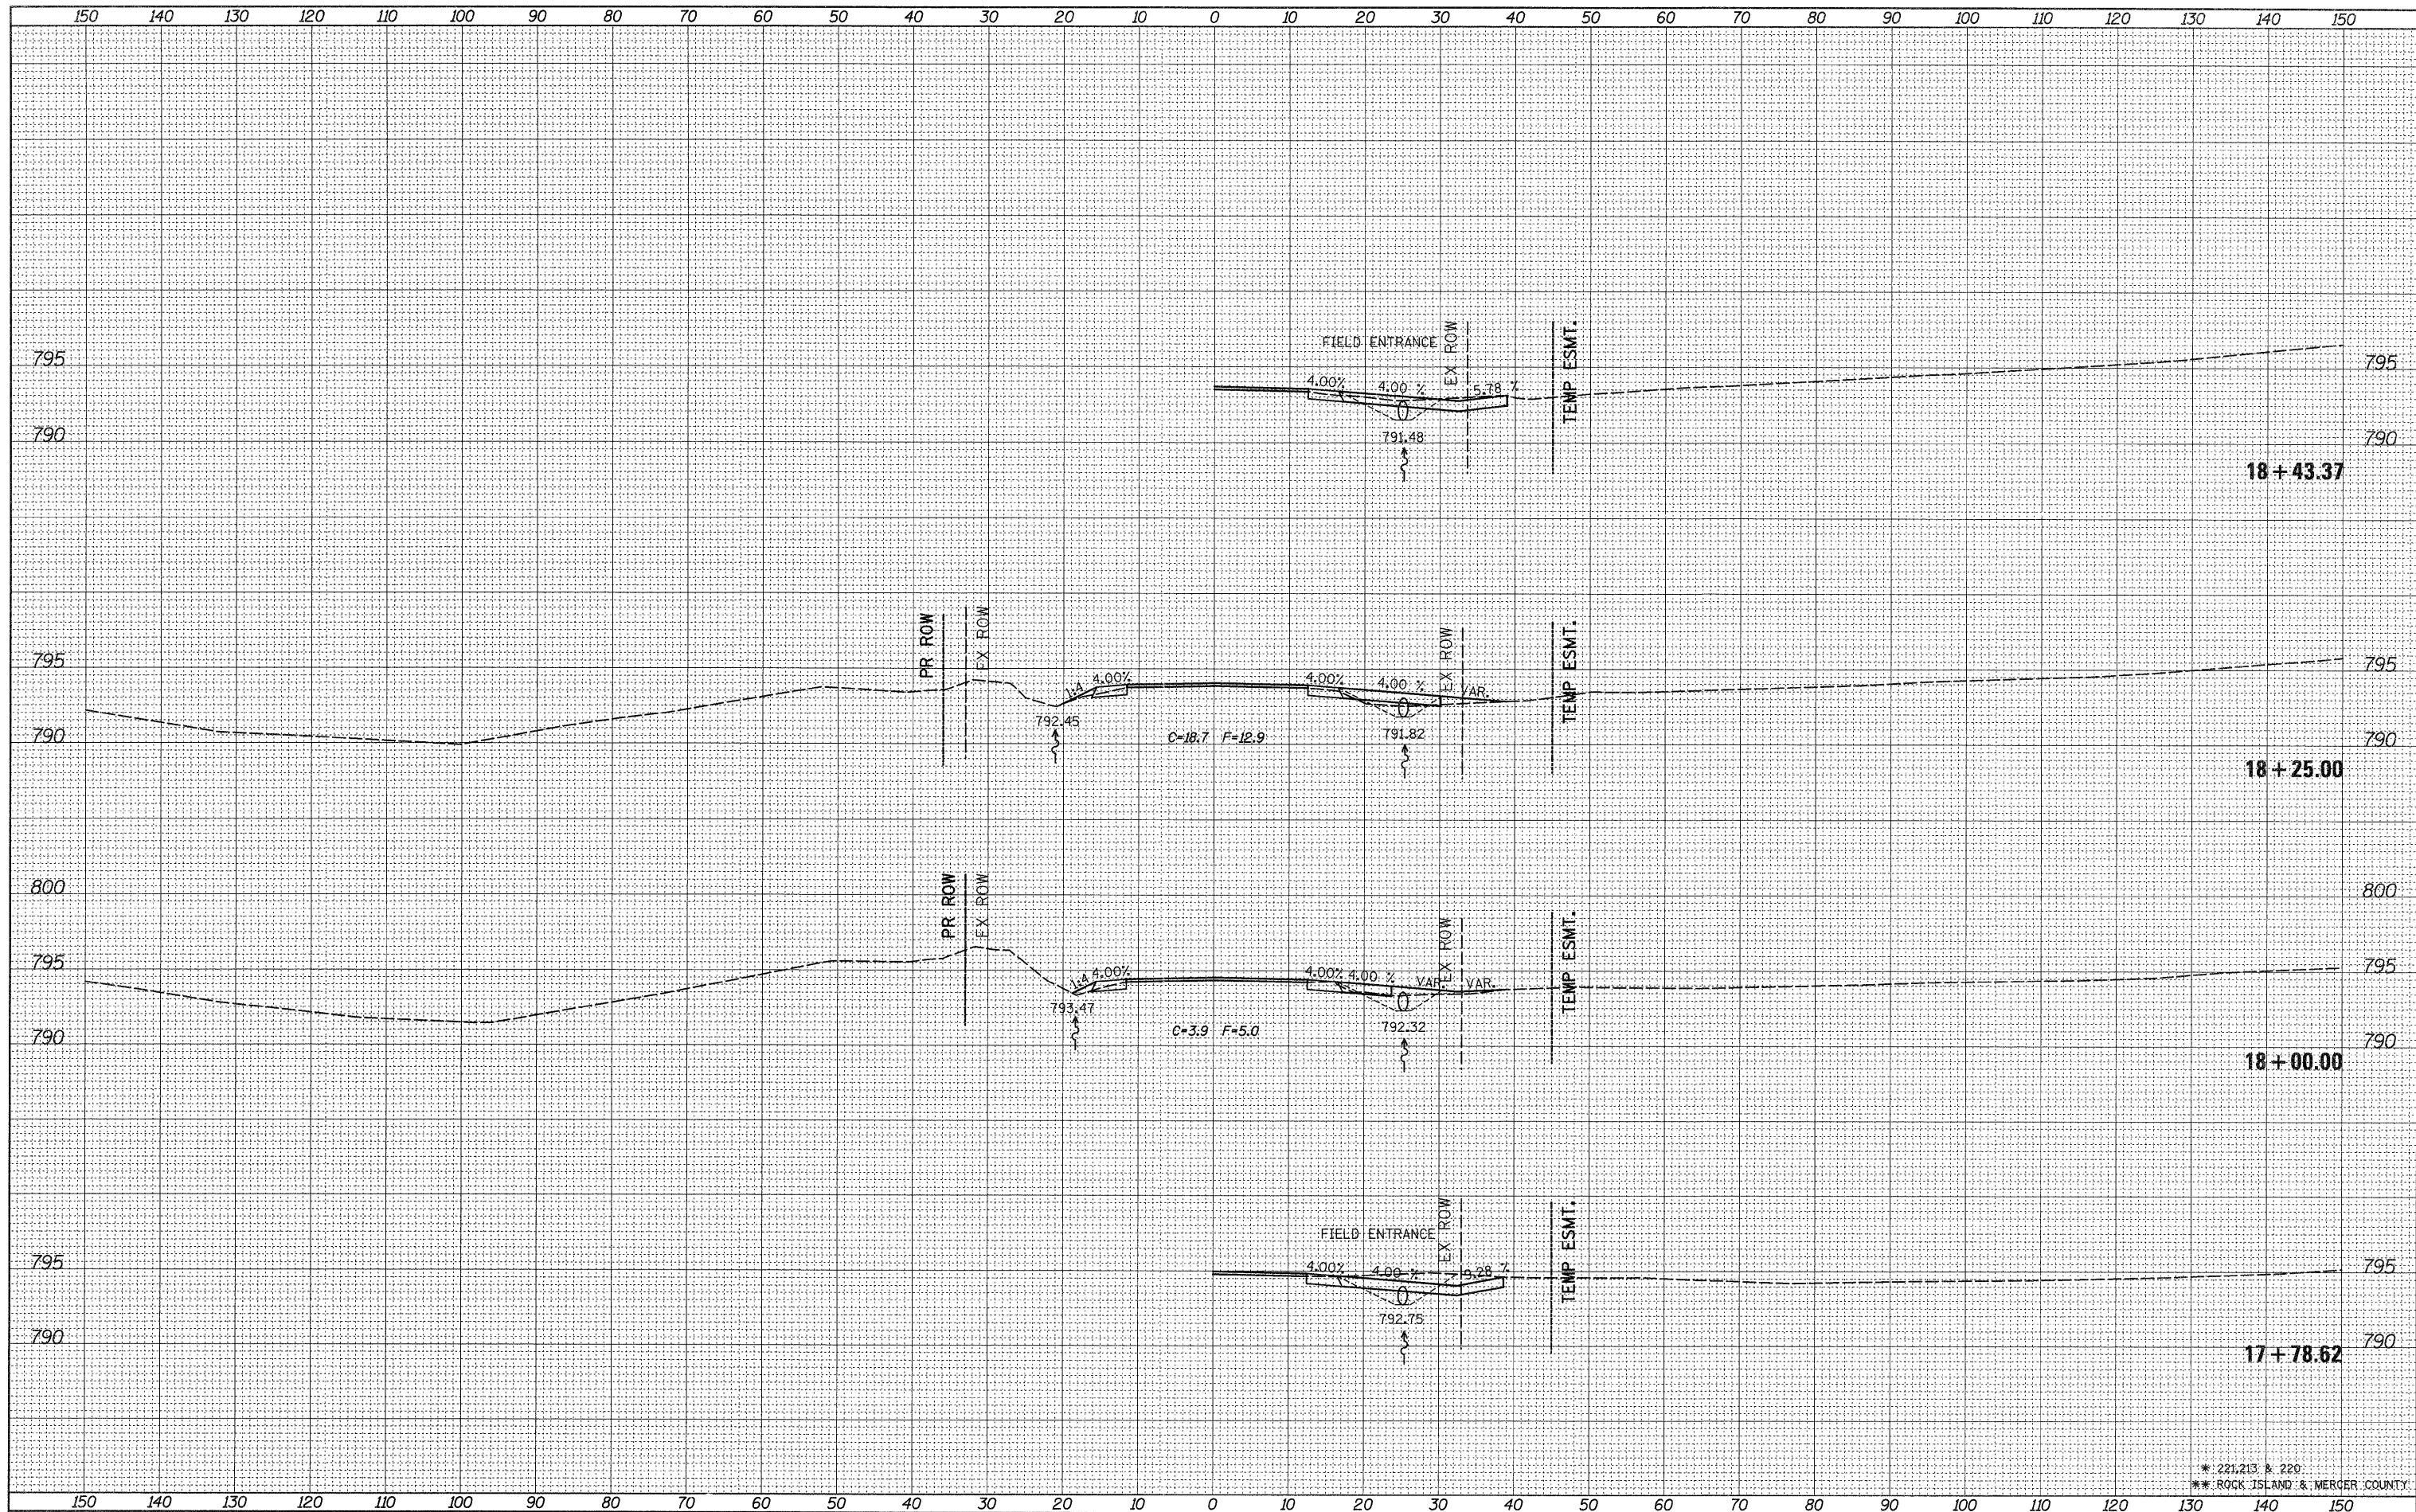 150 140 130 120 110 100 90 80 70 60 50 40 30 20 10 0 10 20 30 40 50 60 70 80 90 100 110 120 130 140 150
FIELD ENTRANCE
EX ROW
TEMP ESMT.
795 795
4.00% 4.00 % 5.78 %
790 791.48 790
18+43.37
PR ROW EX ROW EX ROW TEMP ESMT.
795 795
1:4 4.00% 4.00% 4.00 % VAR.
792.45 791.82
790 C=18.7 F=12.9 790
18+25.00
800 800
PR ROW EX ROW EX ROW TEMP ESMT.
795 795
1:4 4.00% 4.00% 4.00 % VAR. VAR.
793.47 792.32
790 C=3.9 F=5.0 790
18+00.00
FIELD ENTRANCE
EX ROW
TEMP ESMT.
795 795
4.00% 4.00 % 5.28 %
792.75
790 790
17+78.62
* 221,213 & 220
** ROCK ISLAND & MERCER COUNTY
150 140 130 120 110 100 90 80 70 60 50 40 30 20 10 0 10 20 30 40 50 60 70 80 90 100 110 120 130 140 150